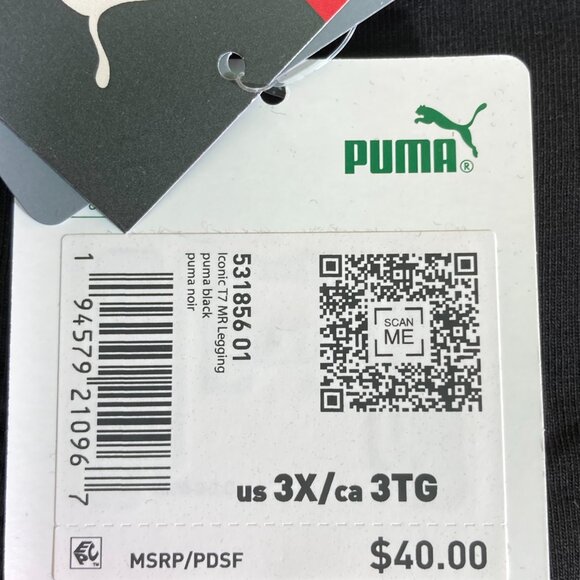 PUMA®
531856 01
Iconic T7 MR Legging
puma black
puma noir
1 94579 21096 7
SCAN
ME
us 3X/ca 3TG
MSRP/PDSF
$40.00